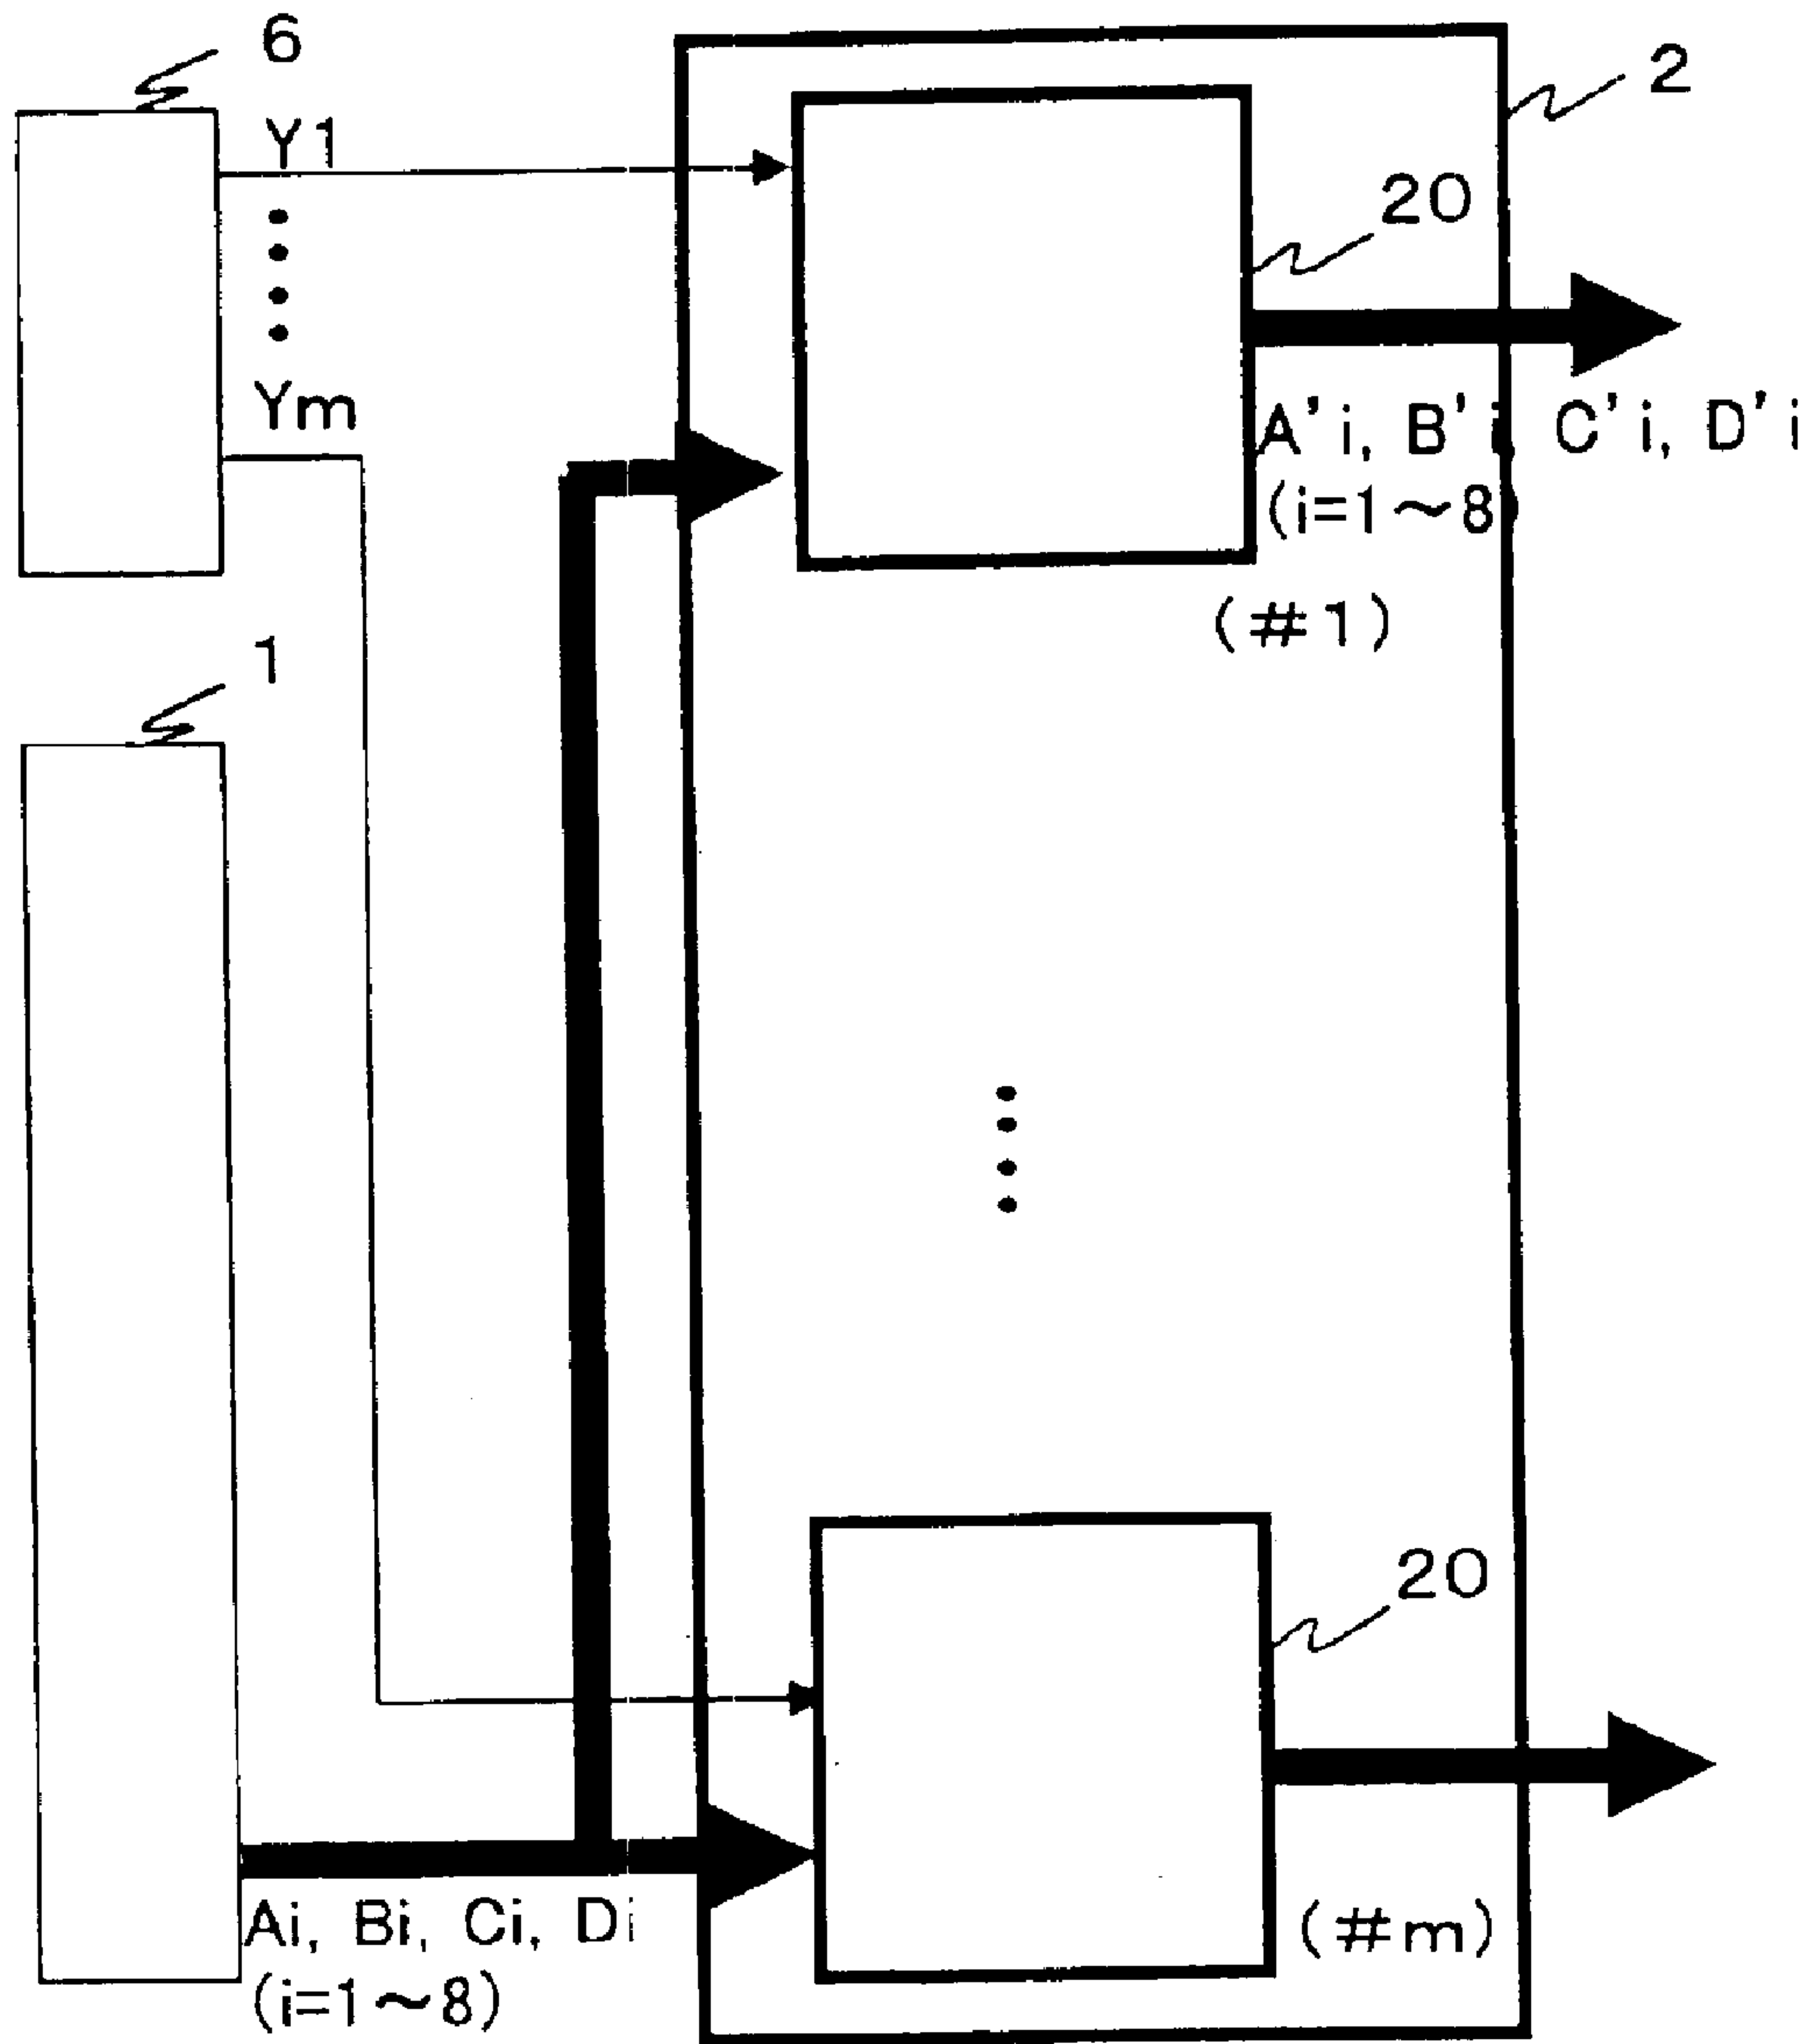 6
2
Y1
20
Ym
A'i, B'i, C'i, D'i
(i=1～8)
(#1)
1
20
Ai, Bi, Ci, Di
(#m)
(i=1～8)